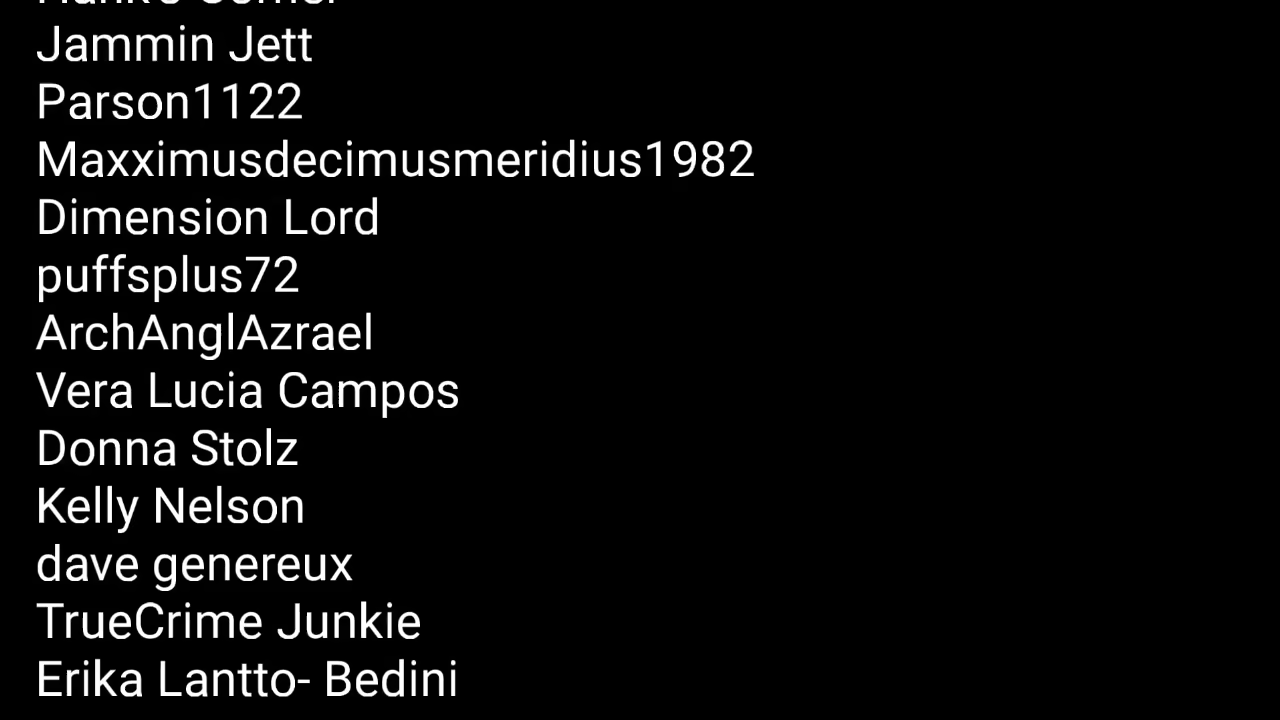 Jammin Jett
Parson1122
Maxximusdecimusmeridius1982
Dimension Lord
puffsplus72
ArchAnglAzrael
Vera Lucia Campos
Donna Stolz
Kelly Nelson
dave genereux
TrueCrime Junkie
Erika Lantto- Bedini